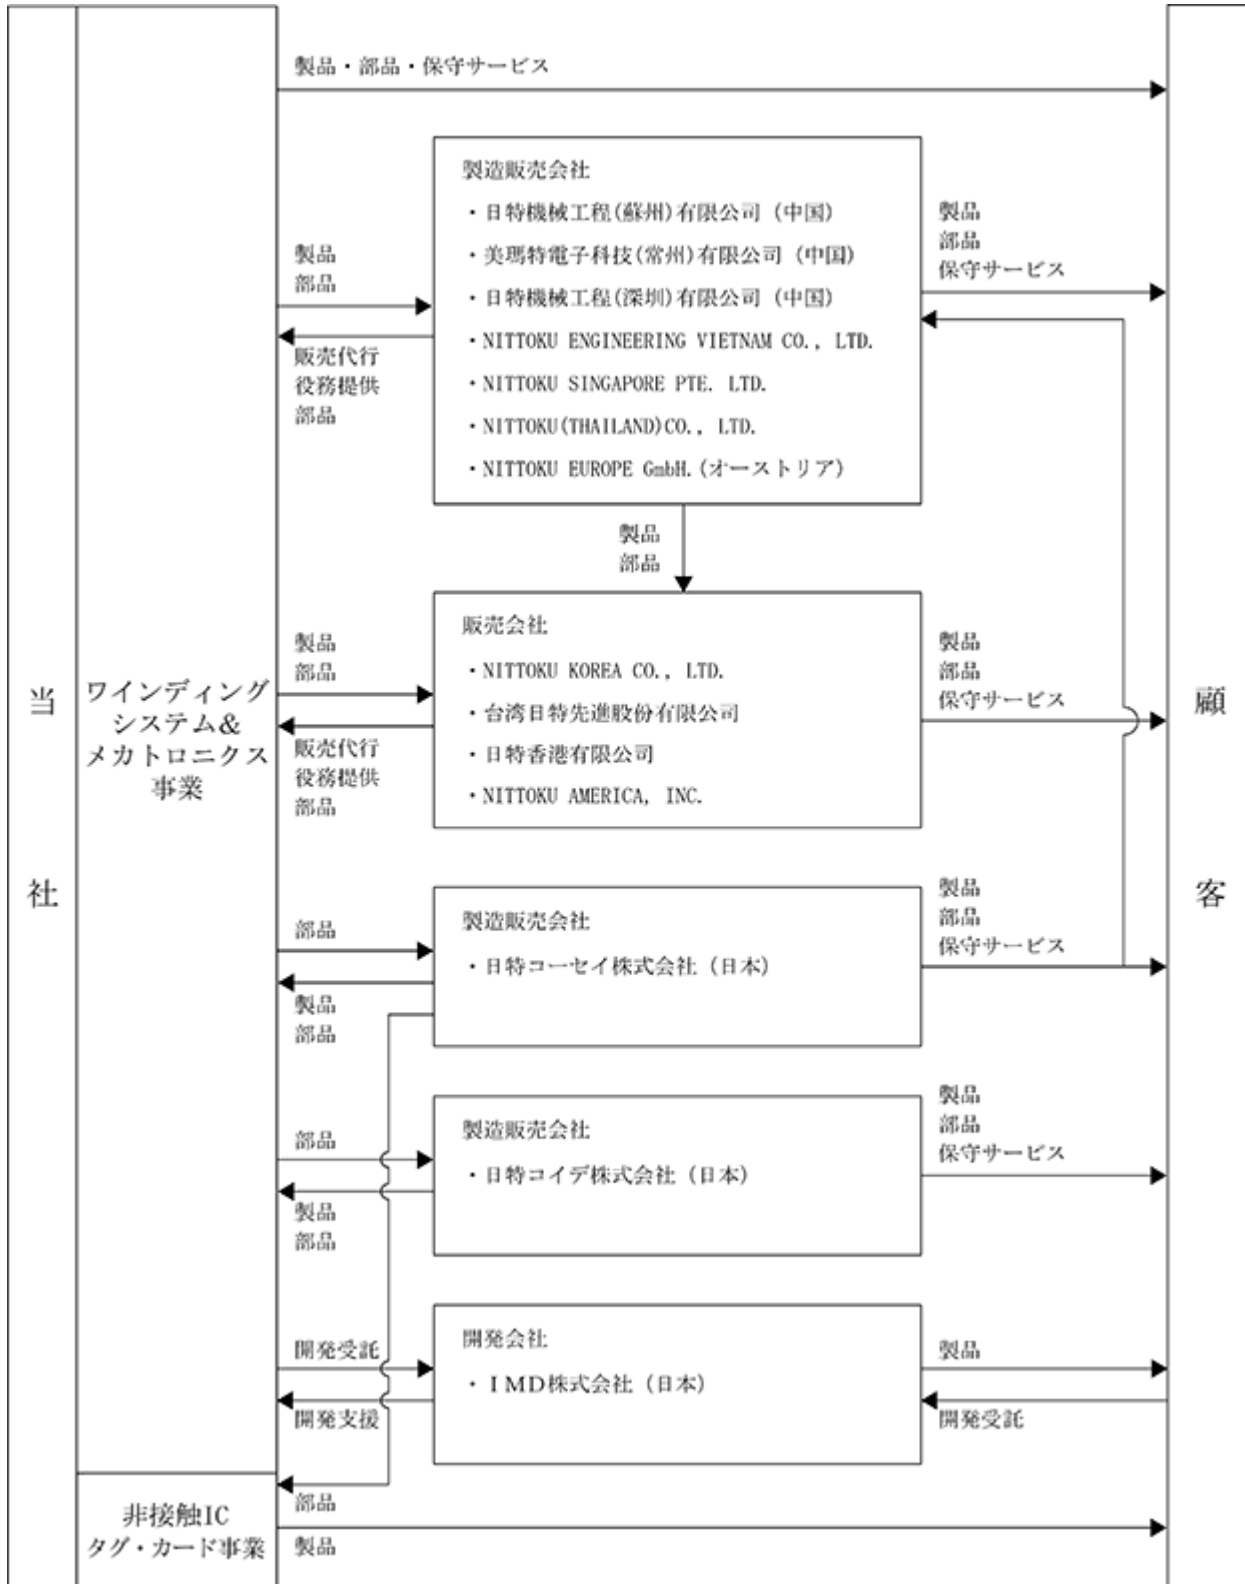 製品・部品・保守サービス
製造販売会社
・日特機械工程(蘇州)有限公司 (中国)
・美瑪特電子科技(常州)有限公司 (中国)
・日特機械工程(深圳)有限公司 (中国)
・NITTOKU ENGINEERING VIETNAM CO., LTD.
・NITTOKU SINGAPORE PTE. LTD.
・NITTOKU(THAILAND)CO., LTD.
・NITTOKU EUROPE GmbH.(オーストリア)
製品
部品
販売代行
役務提供
部品
製品
部品
保守サービス
製品
部品
販売会社
・NITTOKU KOREA CO., LTD.
・台湾日特先進股份有限公司
・日特香港有限公司
・NITTOKU AMERICA, INC.
製品
部品
販売代行
役務提供
部品
製品
部品
保守サービス
当
社
ワインディング
システム&
メカトロニクス
事業
顧
客
製造販売会社
・日特コーセイ株式会社 (日本)
部品
製品
部品
製品
部品
保守サービス
製造販売会社
・日特コイデ株式会社 (日本)
部品
製品
部品
製品
部品
保守サービス
開発会社
・IMD株式会社 (日本)
開発受託
開発支援
製品
開発受託
非接触IC
タグ・カード事業
部品
製品